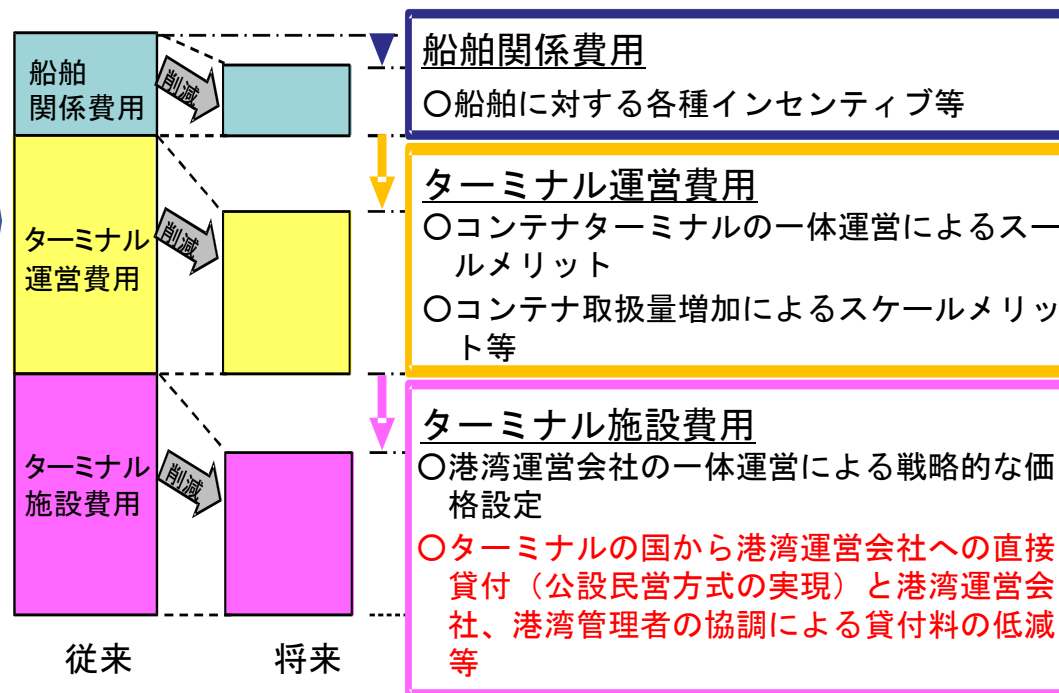 船舶
関係費用
削減
ターミナル
運営費用
削減
ターミナル
施設費用
削減
従来
将来
船舶関係費用
〇船舶に対する各種インセンティブ等
ターミナル運営費用
〇コンテナターミナルの一体運営によるスー
ルメリット
〇コンテナ取扱量増加によるスケールメリッ
ト等
ターミナル施設費用
〇港湾運営会社の一体運営による戦略的な価
格設定
〇ターミナルの国から港湾運営会社への直接
貸付（公設民営方式の実現）と港湾運営会
社、港湾管理者の協調による貸付料の低減
等